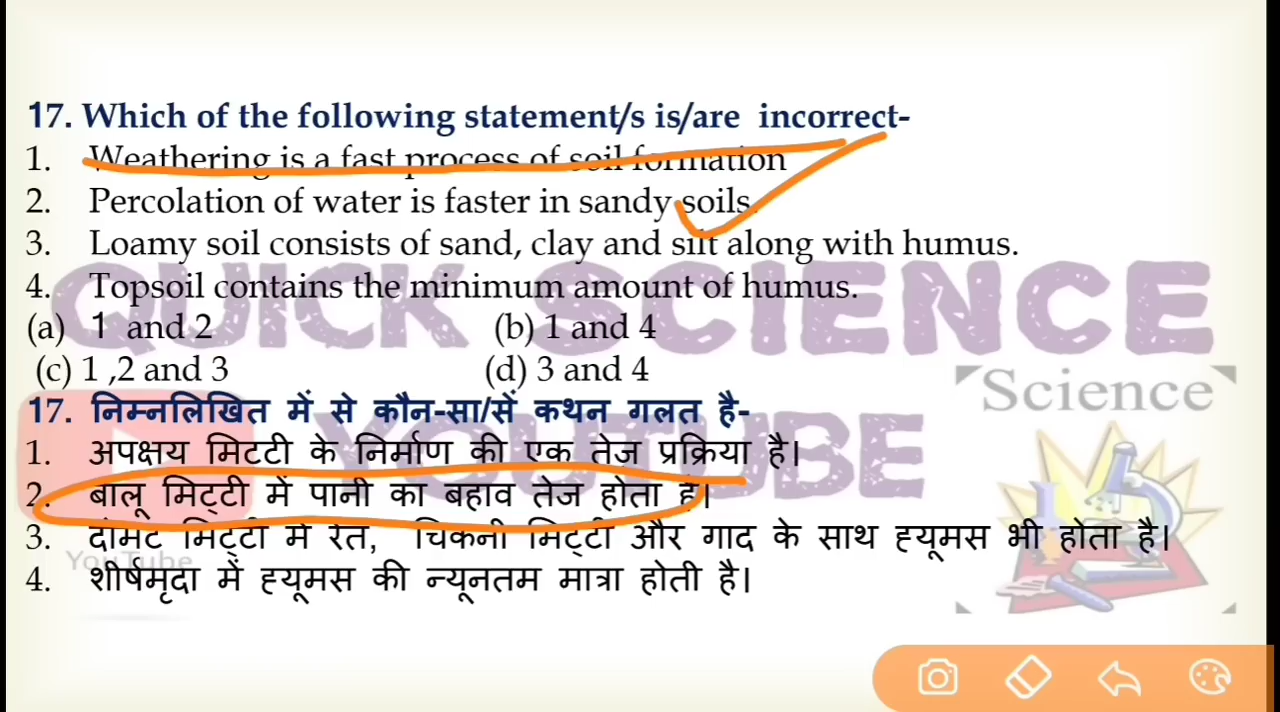 17. Which of the following statement/s is/are incorrect-
1. Weathering is a fast process of soil formation
2. Percolation of water is faster in sandy soils.
3. Loamy soil consists of sand, clay and silt along with humus.
4. Topsoil contains the minimum amount of humus.
(a) 1 and 2 (b) 1 and 4
(c) 1 ,2 and 3 (d) 3 and 4
QUICK SCIENCE
Science
17. निम्नलिखित में से कौन-सा/सें कथन गलत है-
1. अपक्षय मिटटी के निर्माण की एक तेज प्रक्रिया है।
YOUTUBE
2. बालू मिट्टी में पानी का बहाव तेज होता है।
3. दोमट मिट्टी में रेत, चिकनी मिट्टी और गाद के साथ ह्यूमस भी होता है।
YouTube
4. शीर्षमृदा में ह्यूमस की न्यूनतम मात्रा होती है।